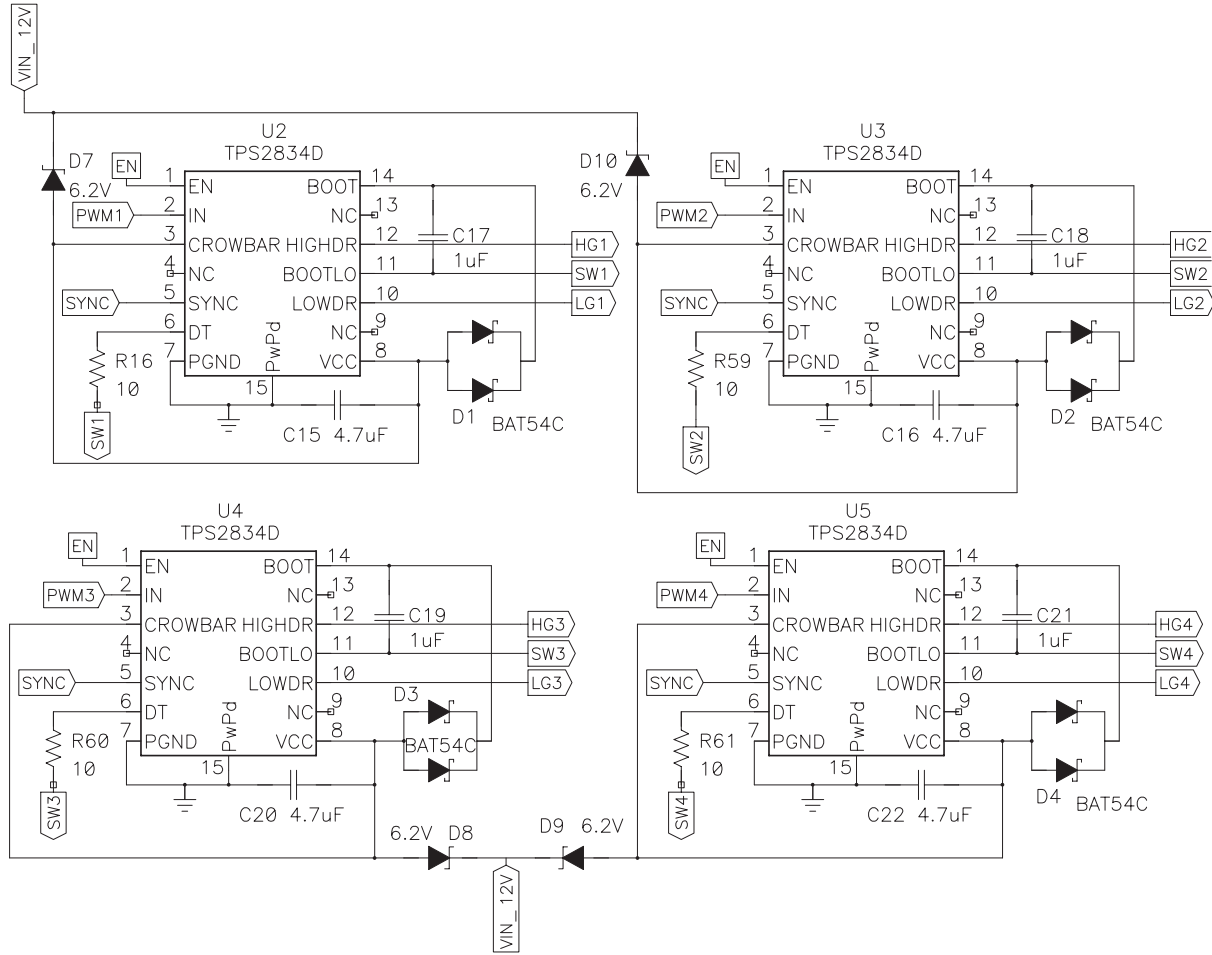 VIN_12V
U2
TPS2834D
D7
6.2V
EN
PWM1
SYNC
1 EN BOOT 14
2 IN NC 13
3 CROWBAR HIGHDR 12
4 NC BOOTLO 11
5 SYNC LOWDR 10
6 DT NC 9
7 PGND PwPd VCC 8
15
C17
1uF
HG1
SW1
LG1
R16
10
SW1
C15 4.7uF
D1
BAT54C
U3
TPS2834D
D10
6.2V
EN
PWM2
SYNC
1 EN BOOT 14
2 IN NC 13
3 CROWBAR HIGHDR 12
4 NC BOOTLO 11
5 SYNC LOWDR 10
6 DT NC 9
7 PGND PwPd VCC 8
15
C18
1uF
HG2
SW2
LG2
R59
10
SW2
C16 4.7uF
D2
BAT54C
U4
TPS2834D
EN
PWM3
SYNC
1 EN BOOT 14
2 IN NC 13
3 CROWBAR HIGHDR 12
4 NC BOOTLO 11
5 SYNC LOWDR 10
6 DT NC 9
7 PGND PwPd VCC 8
15
C19
1uF
HG3
SW3
LG3
R60
10
SW3
C20 4.7uF
D3
BAT54C
U5
TPS2834D
EN
PWM4
SYNC
1 EN BOOT 14
2 IN NC 13
3 CROWBAR HIGHDR 12
4 NC BOOTLO 11
5 SYNC LOWDR 10
6 DT NC 9
7 PGND PwPd VCC 8
15
C21
1uF
HG4
SW4
LG4
R61
10
SW4
C22 4.7uF
D4
BAT54C
6.2V D8
D9 6.2V
VIN_12V